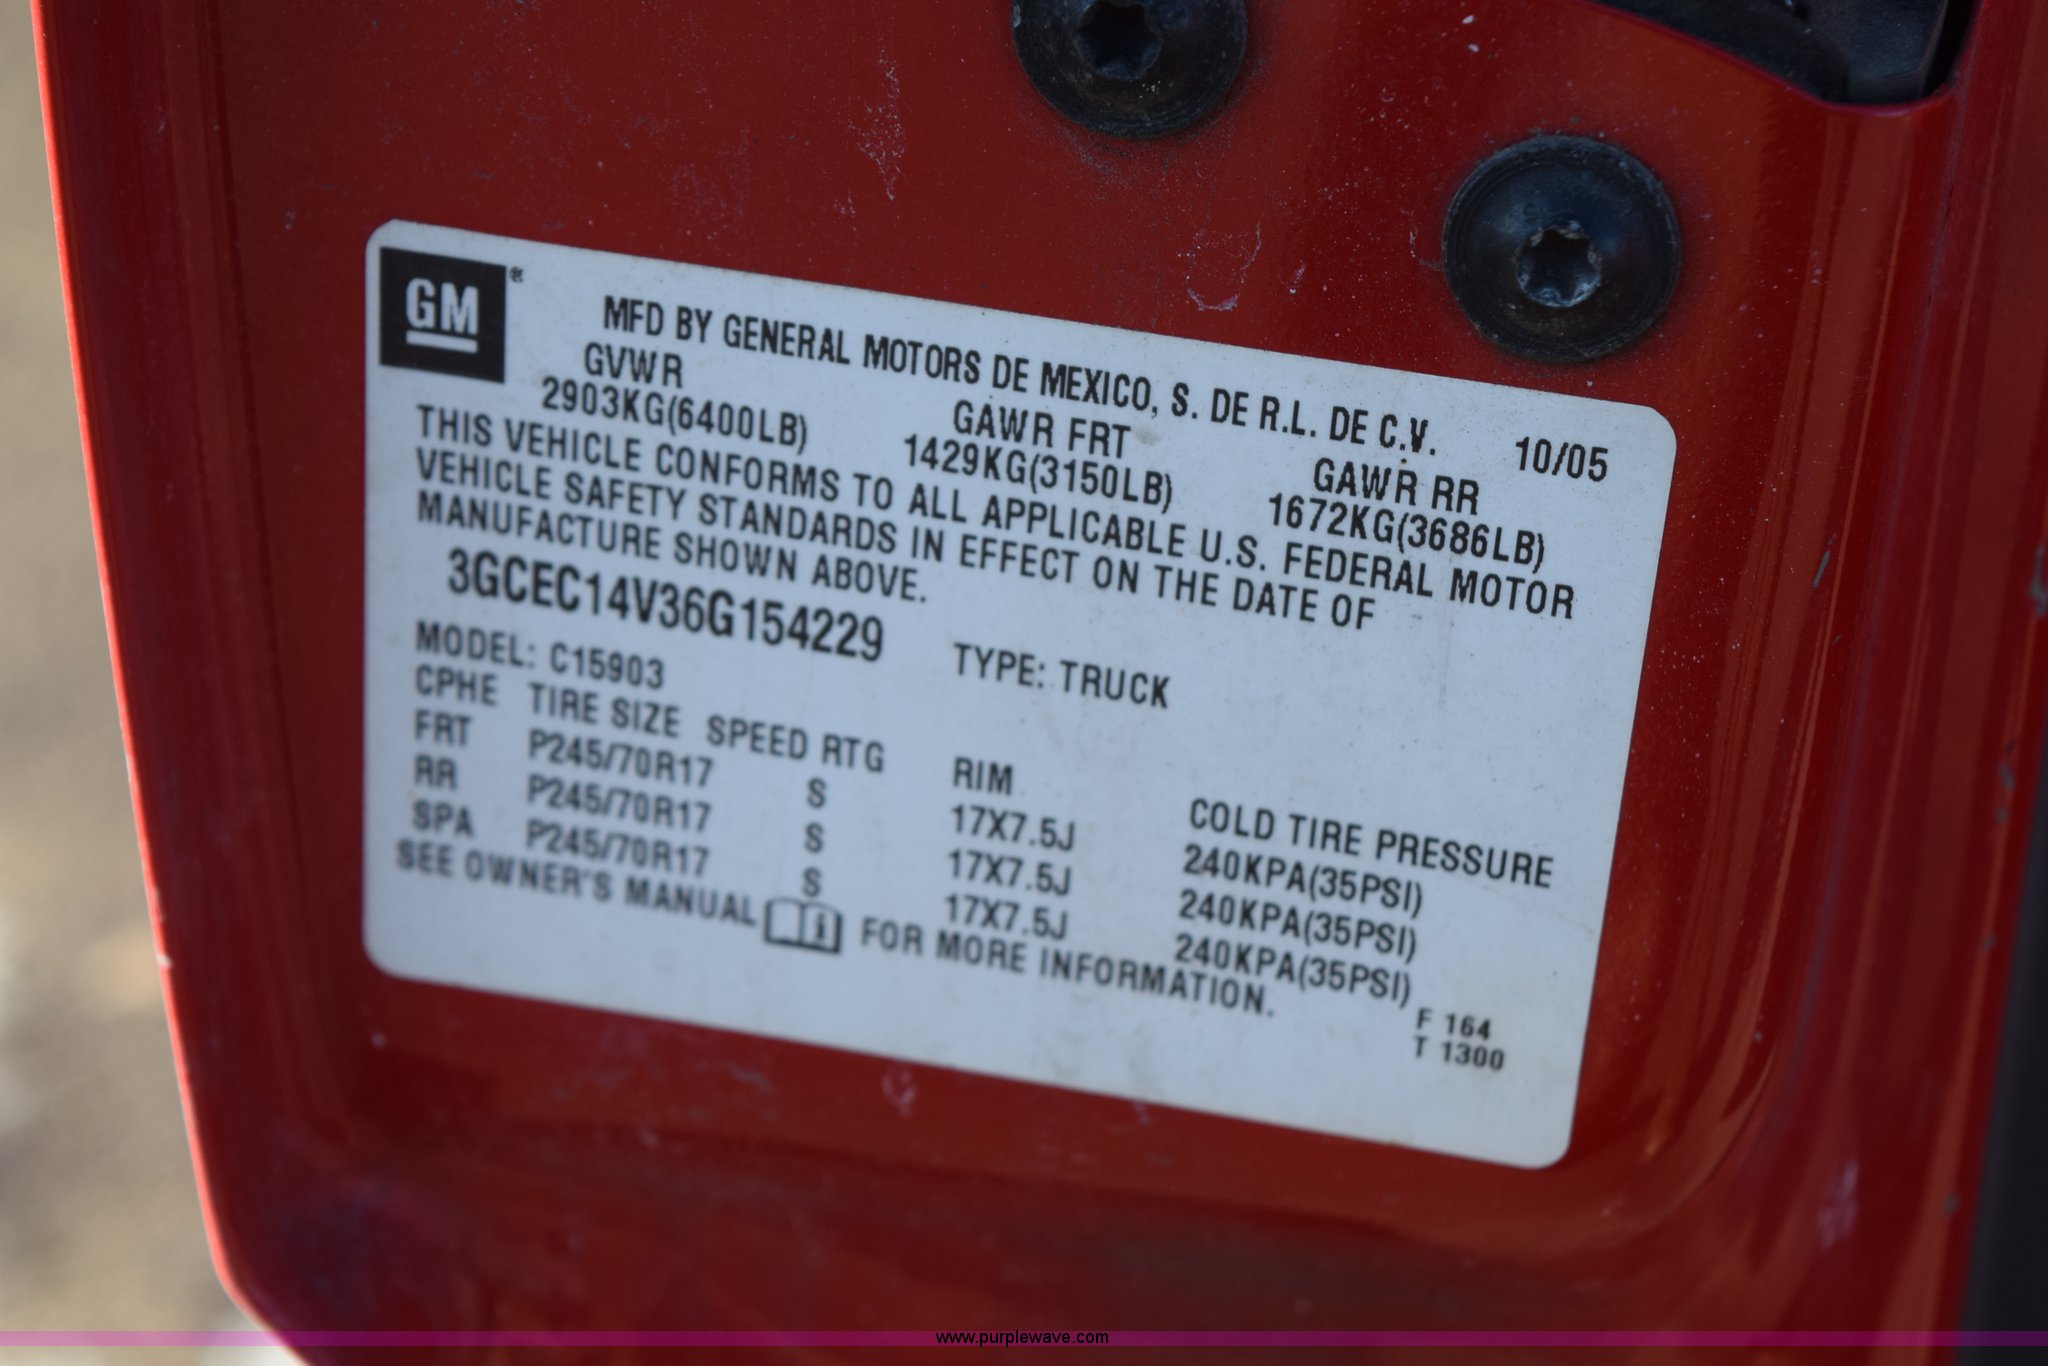 GM®
MFD BY GENERAL MOTORS DE MEXICO, S. DE R.L. DE C.V. 10/05
GVWR GAWR FRT GAWR RR
2903KG(6400LB) 1429KG(3150LB) 1672KG(3686LB)
THIS VEHICLE CONFORMS TO ALL APPLICABLE U.S. FEDERAL MOTOR
VEHICLE SAFETY STANDARDS IN EFFECT ON THE DATE OF
MANUFACTURE SHOWN ABOVE.
3GCEC14V36G154229 TYPE: TRUCK
MODEL: C15903
CPHE TIRE SIZE SPEED RTG RIM COLD TIRE PRESSURE
FRT P245/70R17 S 17X7.5J 240KPA(35PSI)
RR P245/70R17 S 17X7.5J 240KPA(35PSI)
SPA P245/70R17 S 17X7.5J 240KPA(35PSI)
SEE OWNER'S MANUAL FOR MORE INFORMATION.
F 164
T 1300
www.purplewave.com